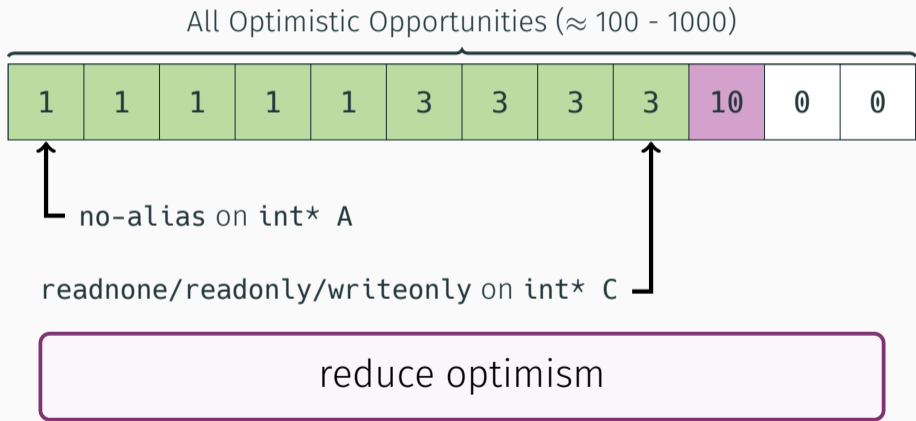 All Optimistic Opportunities (≈ 100 - 1000)
1 1 1 1 1 3 3 3 3 10 0 0
no-alias on int* A
readnone/readonly/writeonly on int* C
reduce optimism